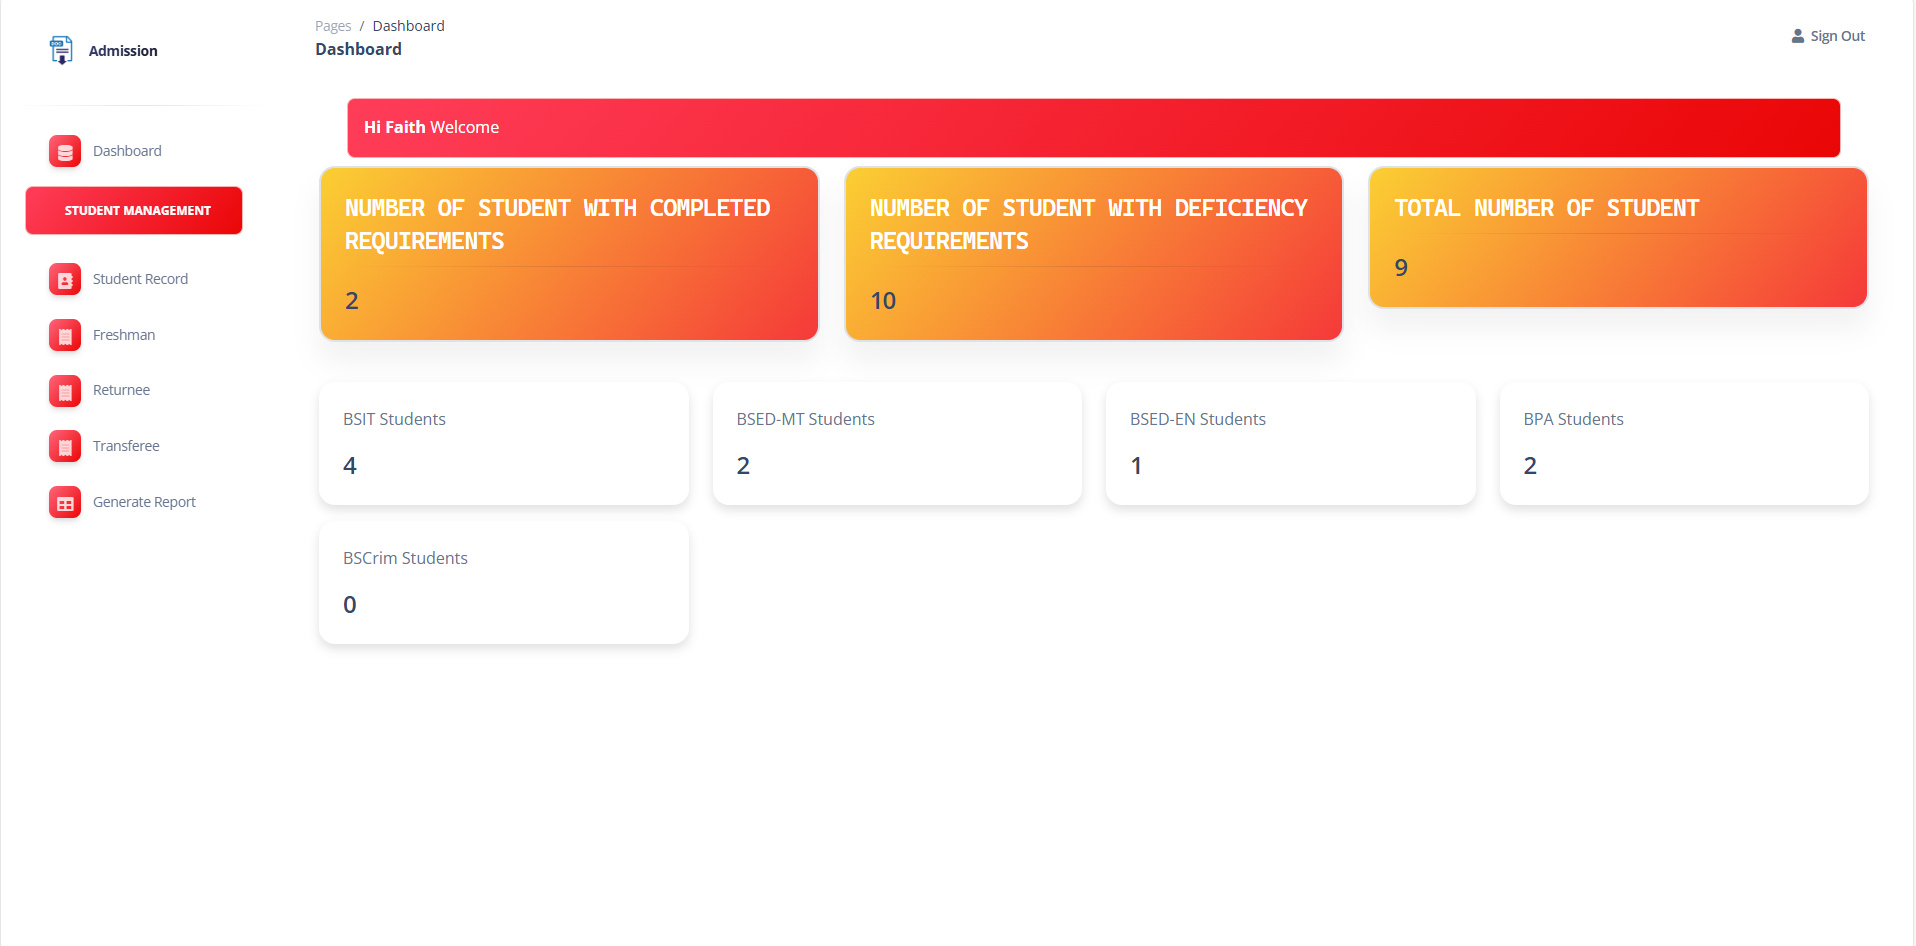 Admission
Pages / Dashboard
Dashboard
Sign Out
Dashboard
STUDENT MANAGEMENT
Student Record
Freshman
Returnee
Transferee
Generate Report
Hi Faith Welcome
NUMBER OF STUDENT WITH COMPLETED
REQUIREMENTS
2
NUMBER OF STUDENT WITH DEFICIENCY
REQUIREMENTS
10
TOTAL NUMBER OF STUDENT
9
BSIT Students
4
BSED-MT Students
2
BSED-EN Students
1
BPA Students
2
BSCrim Students
0